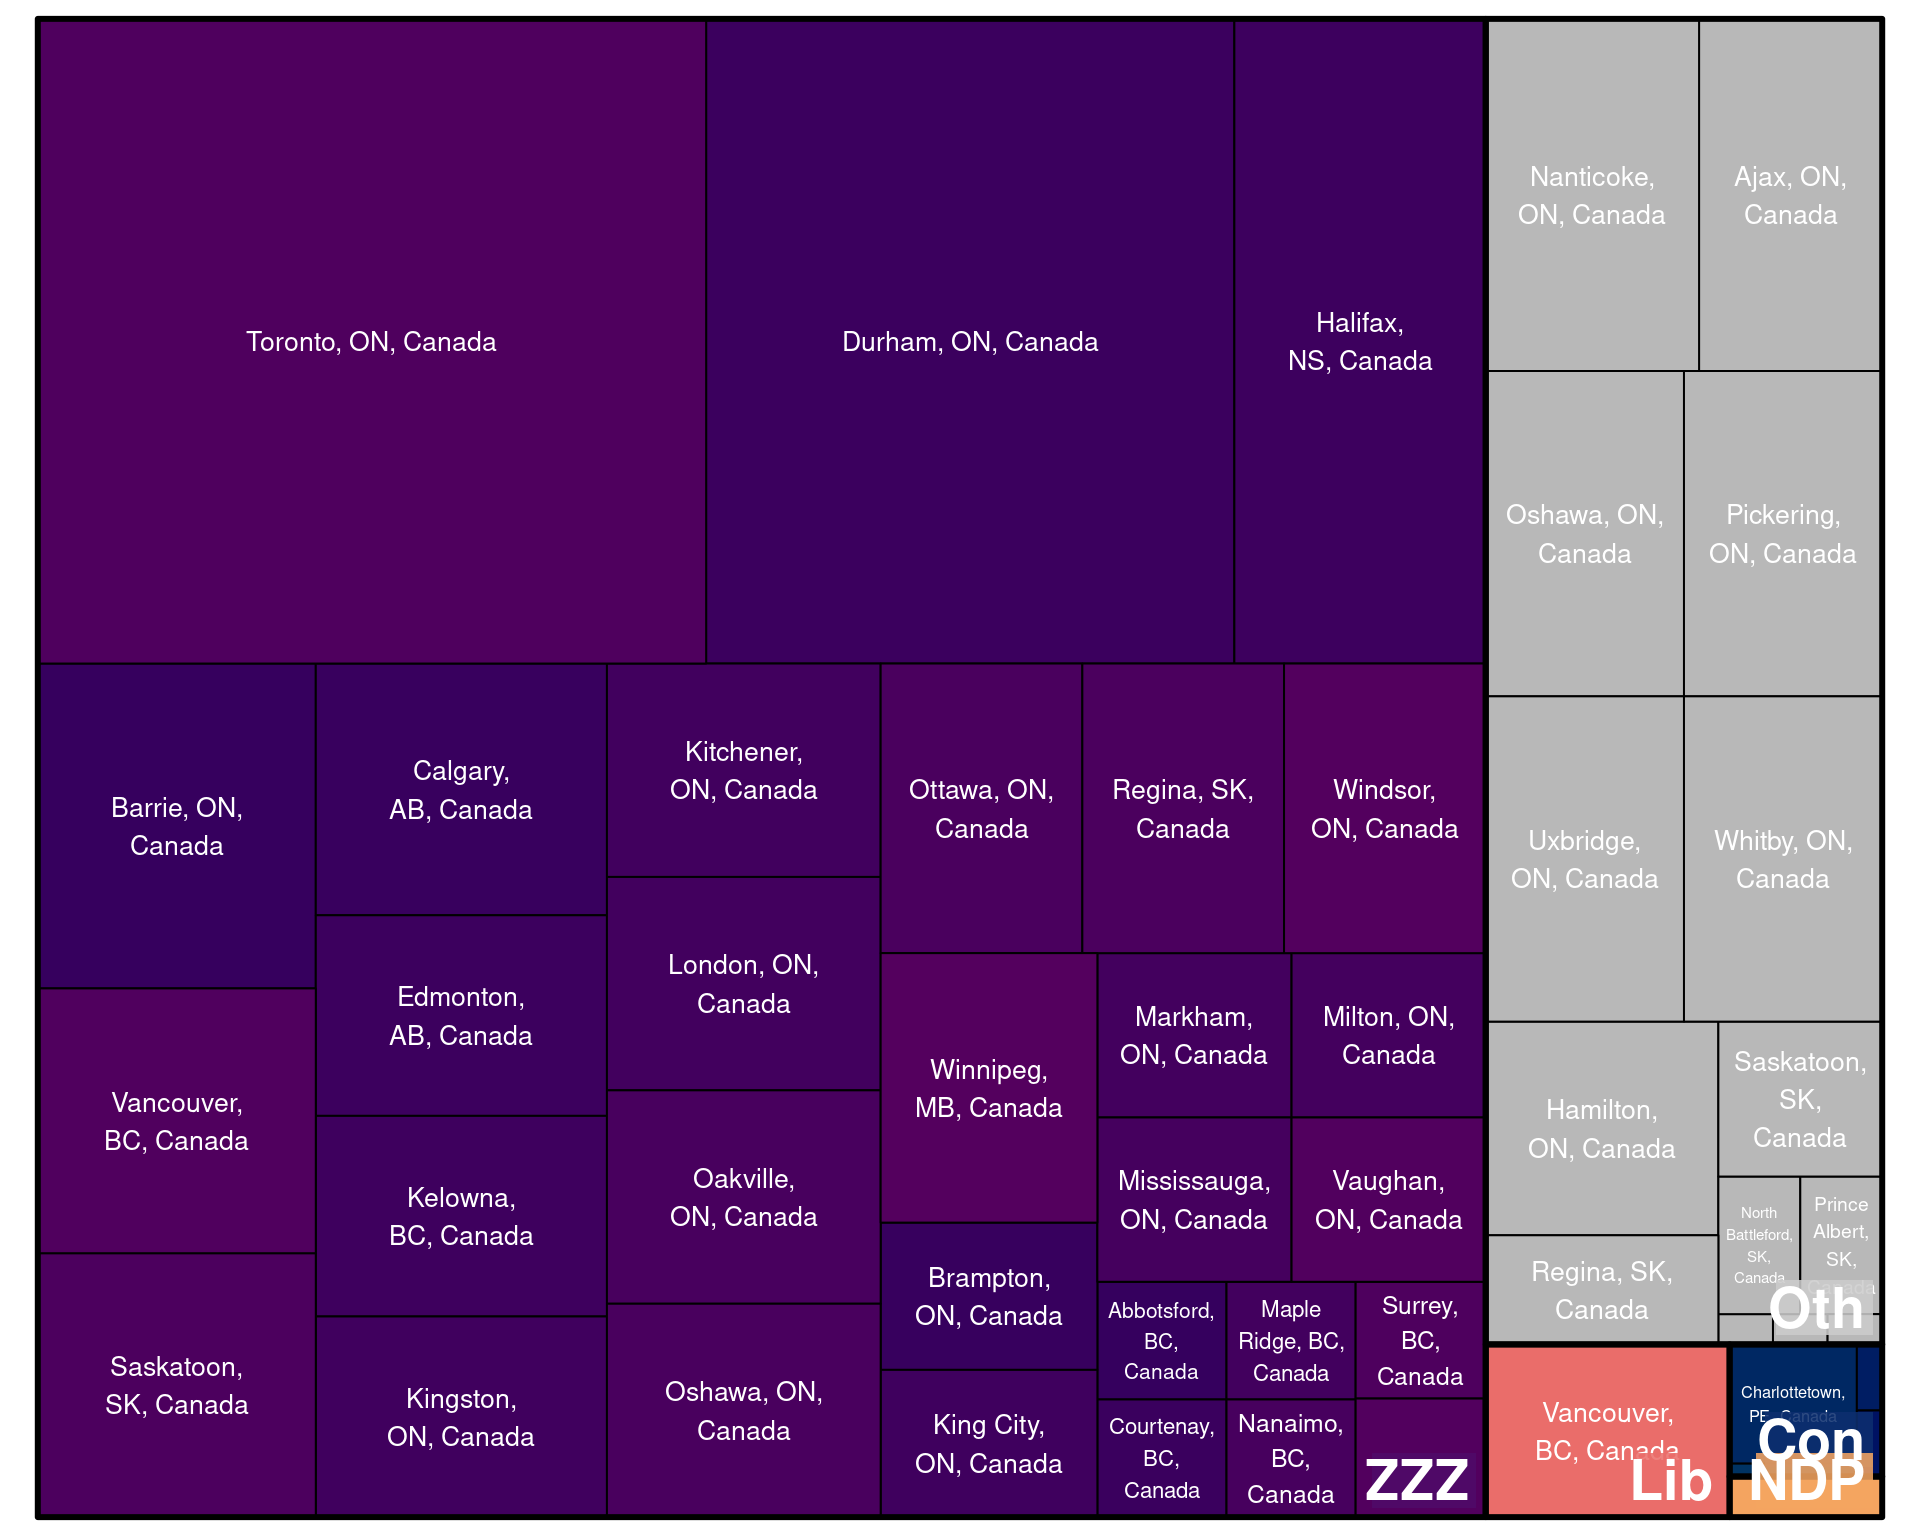 Toronto, ON, Canada
Durham, ON, Canada
Halifax,
NS, Canada
Nanticoke,
ON, Canada
Ajax, ON,
Canada
Oshawa, ON,
Canada
Pickering,
ON, Canada
Uxbridge,
ON, Canada
Whitby, ON,
Canada
Barrie, ON,
Canada
Calgary,
AB, Canada
Kitchener,
ON, Canada
Ottawa, ON,
Canada
Regina, SK,
Canada
Windsor,
ON, Canada
London, ON,
Canada
Edmonton,
AB, Canada
Vancouver,
BC, Canada
Winnipeg,
MB, Canada
Markham,
ON, Canada
Milton, ON,
Canada
Mississauga,
ON, Canada
Vaughan,
ON, Canada
Kelowna,
BC, Canada
Oakville,
ON, Canada
Saskatoon,
SK, Canada
Kingston,
ON, Canada
Oshawa, ON,
Canada
Brampton,
ON, Canada
King City,
ON, Canada
Abbotsford,
BC,
Canada
Maple
Ridge, BC,
Canada
Surrey,
BC,
Canada
Courtenay,
BC,
Canada
Nanaimo,
BC,
Canada
ZZZ
Hamilton,
ON, Canada
Saskatoon,
SK,
Canada
North
Battleford,
SK,
Canada
Prince
Albert,
SK,
Canada
Regina, SK,
Canada
Oth
Vancouver,
BC, Canada
Lib
Charlottetown,
PE, Canada
Con
NDP